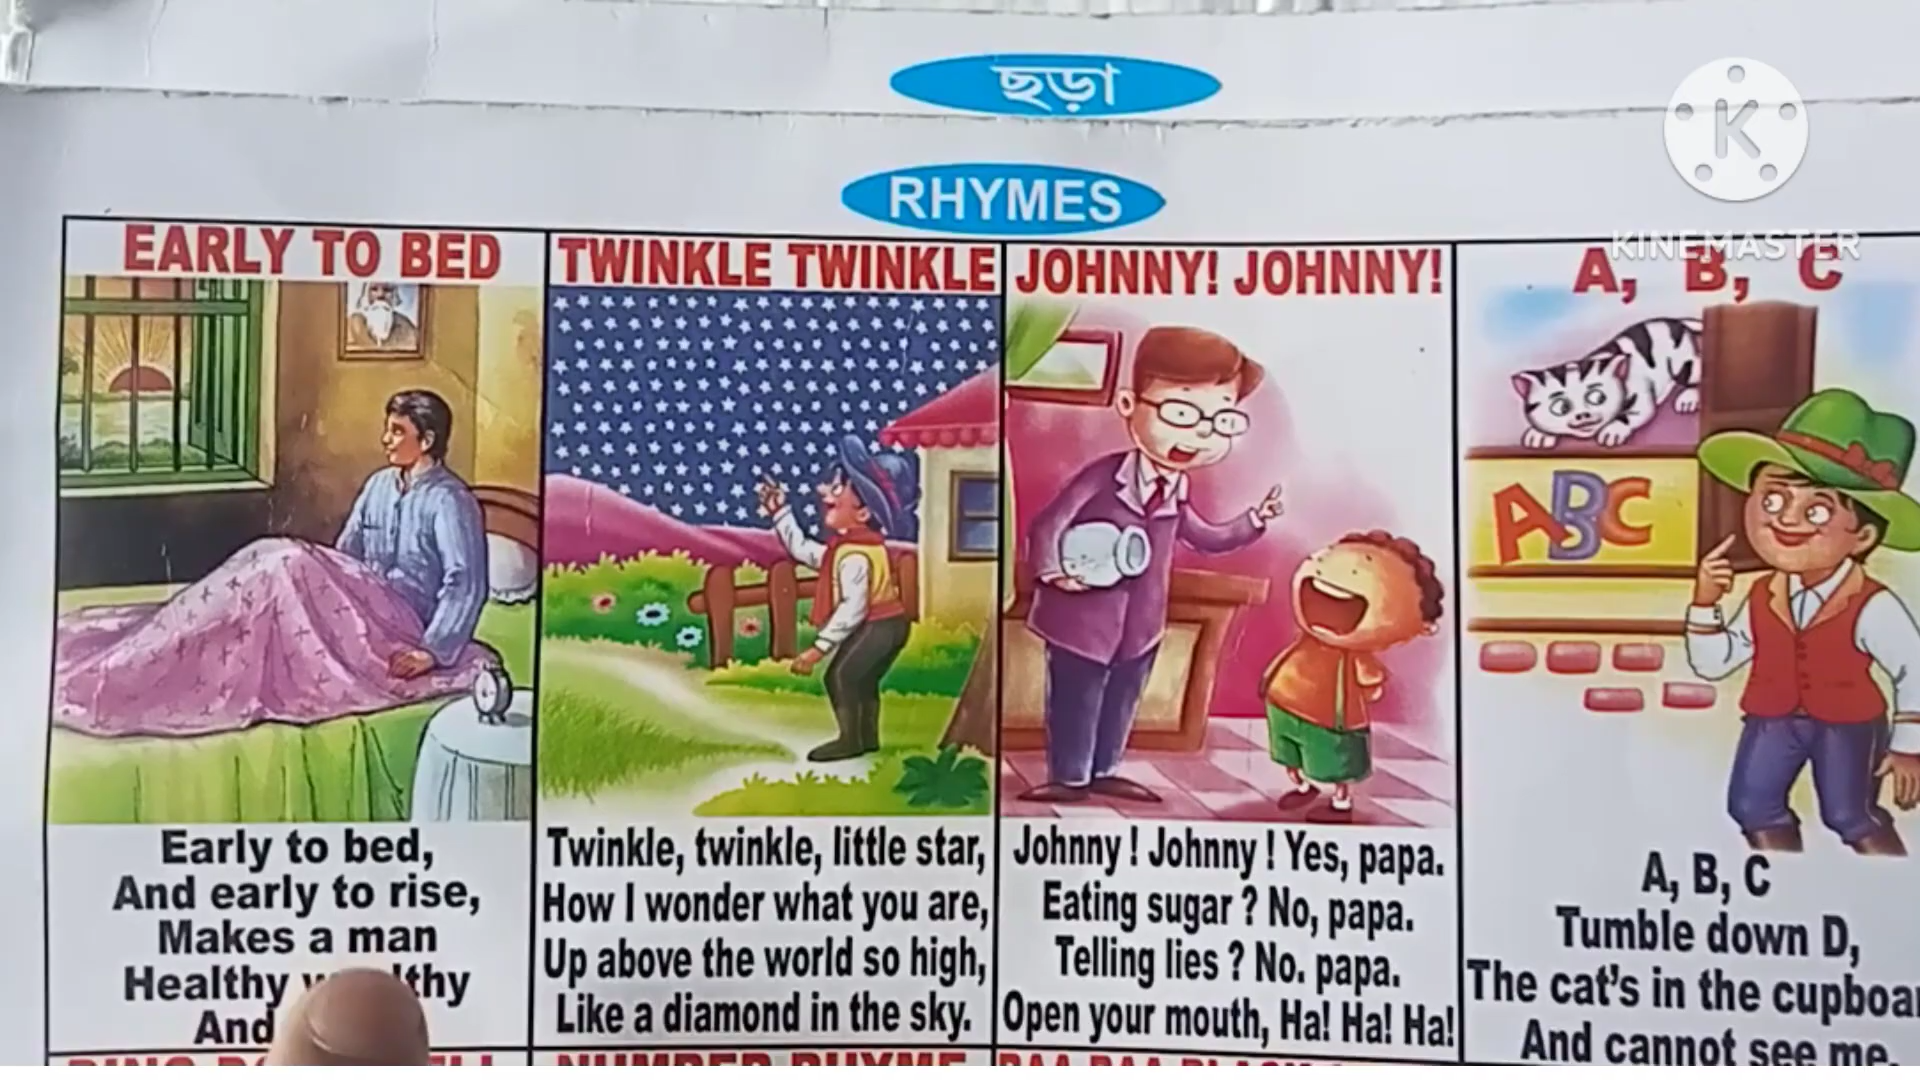 ছড়া
RHYMES
K
KINEMASTER
EARLY TO BED
Early to bed,
And early to rise,
Makes a man
Healthy
And
TWINKLE TWINKLE
Twinkle, twinkle, little star,
How I wonder what you are,
Up above the world so high,
Like a diamond in the sky.
JOHNNY! JOHNNY!
Johnny ! Johnny ! Yes, papa.
Eating sugar ? No, papa.
Telling lies ? No. papa.
Open your mouth, Ha! Ha! Ha!
A, B, C
ABC
A, B, C
Tumble down D,
The cat's in the
And cannot see me.
NUMBER RHYME